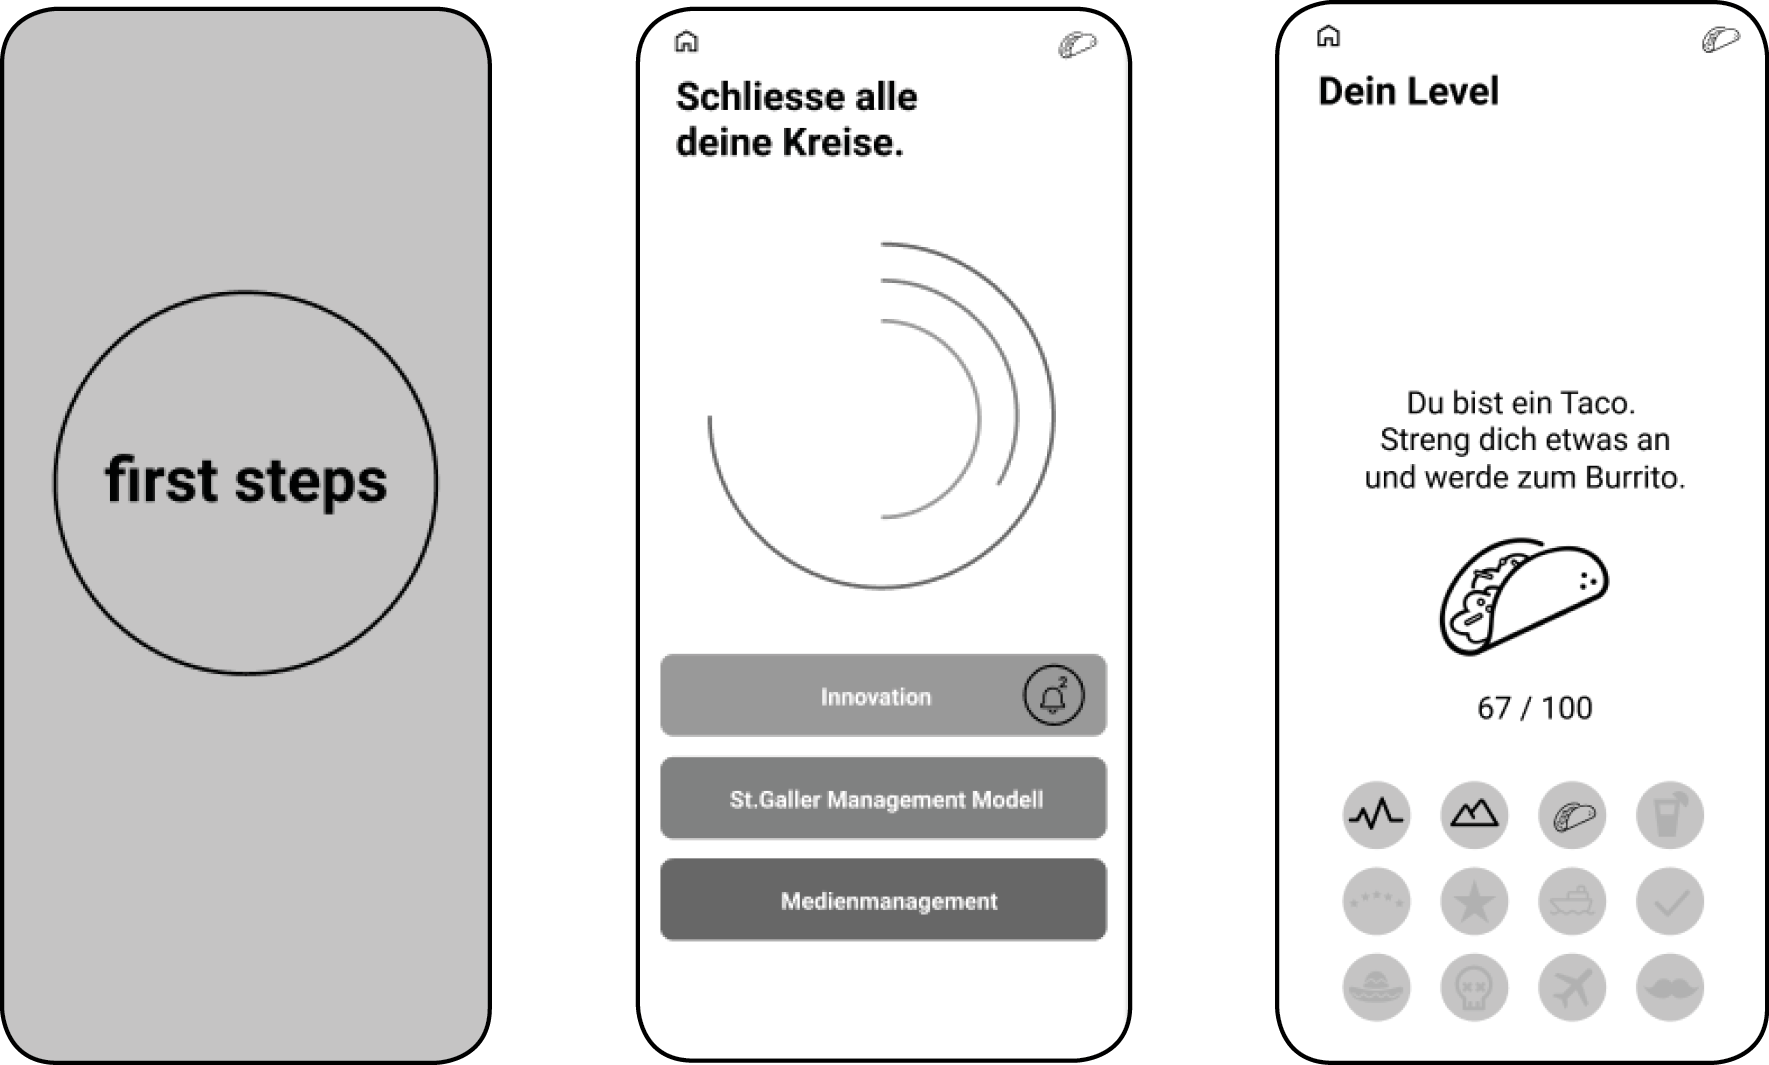 first steps
Schliesse alle
deine Kreise.
Innovation
2
St.Galler Management Modell
Medienmanagement
Dein Level
Du bist ein Taco.
Streng dich etwas an
und werde zum Burrito.
67 / 100